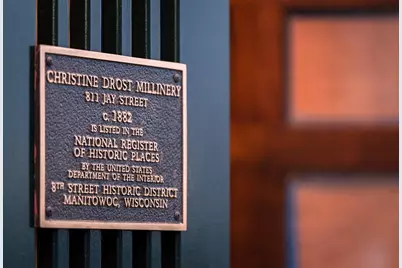 CHRISTINE DROST MILLINERY
811 JAY STREET
c. 1882
IS LISTED IN THE
NATIONAL REGISTER
OF HISTORIC PLACES
BY THE UNITED STATES
DEPARTMENT OF THE INTERIOR
8TH STREET HISTORIC DISTRICT
MANITOWOC, WISCONSIN